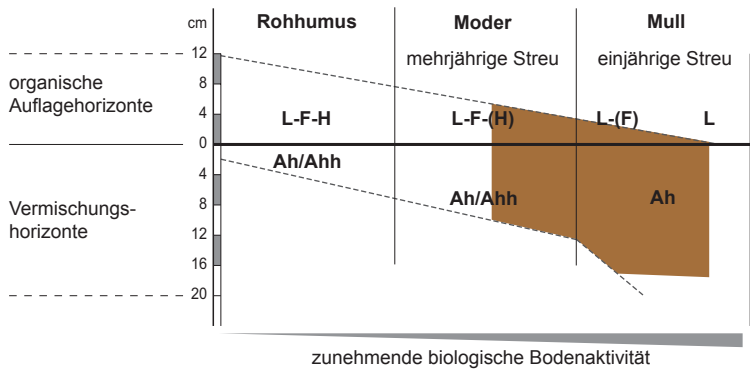 cm Rohhumus Moder Mull
mehrjährige Streu einjährige Streu
12
organische
Auflagehorizonte
8
4
L-F-H L-F-(H) L-(F) L
0
Ah/Ahh
4
Vermischungs-
horizonte
8
Ah/Ahh Ah
12
16
20
zunehmende biologische Bodenaktivität